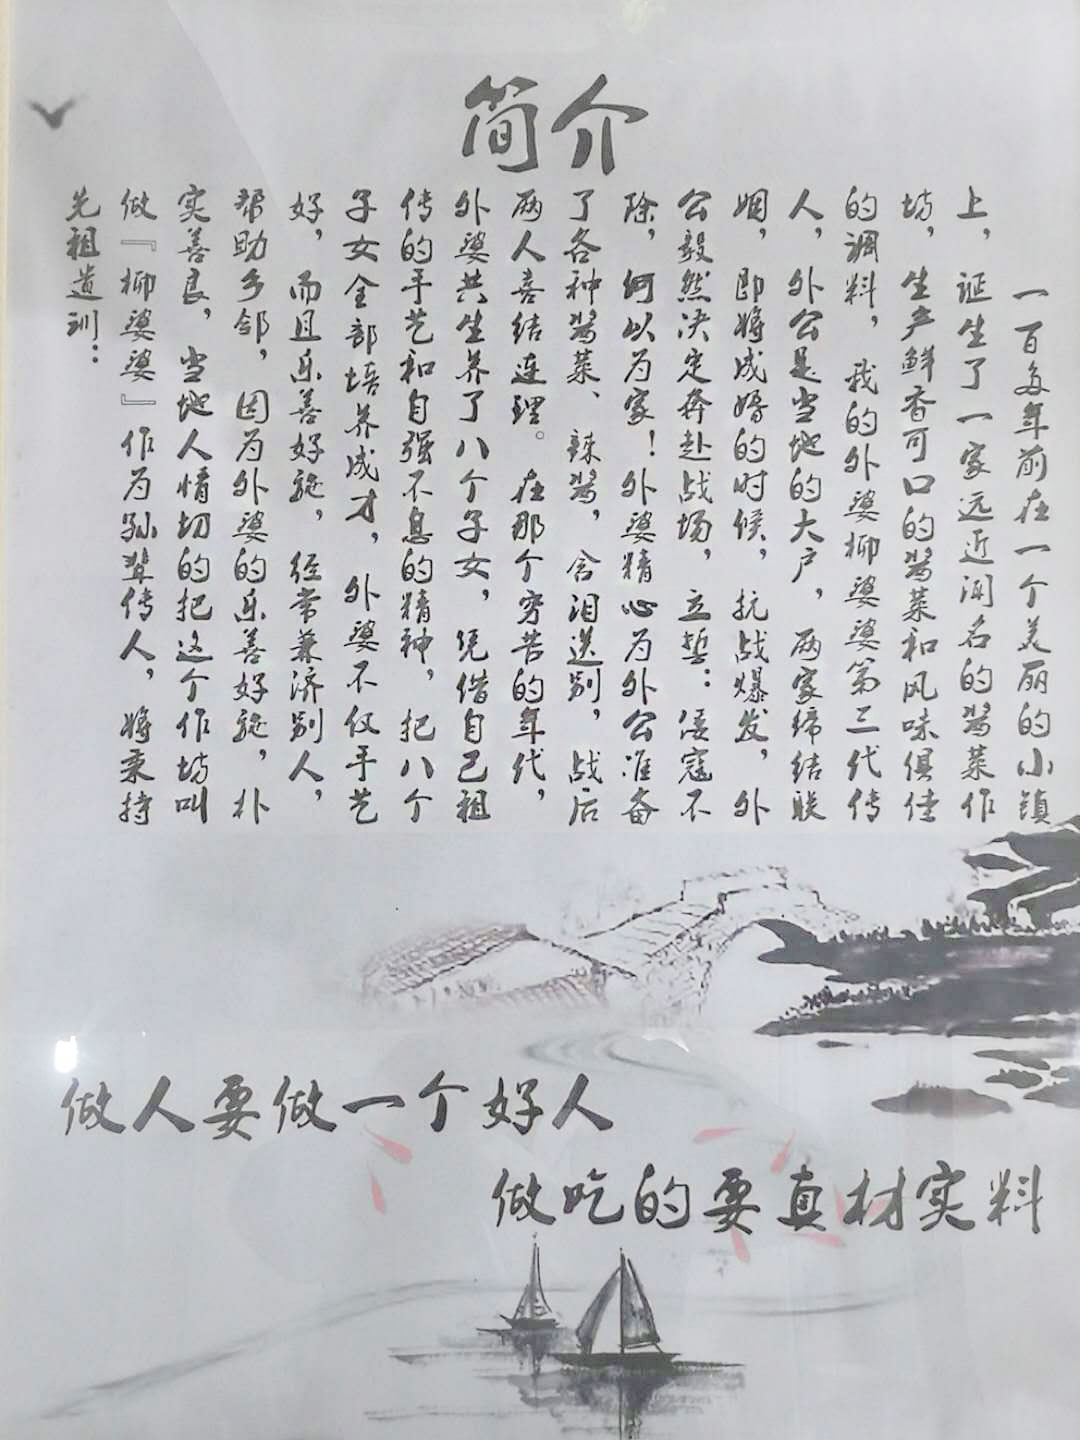 简介
一百多年前在一个美丽的小镇
上，诞生了一家远近闻名的酱菜作
坊，生产鲜香可口的酱菜和风味俱佳
的调料，我的外婆柳婆婆第三代传
人，外公是当地的大户，两家缔结联
姻，即将成婚的时候，抗战爆发，外
公毅然决定奔赴战场，立誓：倭寇不
除，何以为家！外婆精心为外公准备
了各种酱菜、辣酱，含泪送别，战后
两人喜结连理。在那个穷苦的年代，
外婆共生养了八个子女，凭借自己祖
传的手艺和自强不息的精神，把八个
子女全部培养成才，外婆不仅手艺
好，而且乐善好施，经常兼济别人，
帮助乡邻，因为外婆的乐善好施，朴
实善良，当地人情切的把这个作坊叫
做『柳婆婆』作为孙辈传人，将秉持
先祖遗训：
做人要做一个好人
做吃的要真材实料